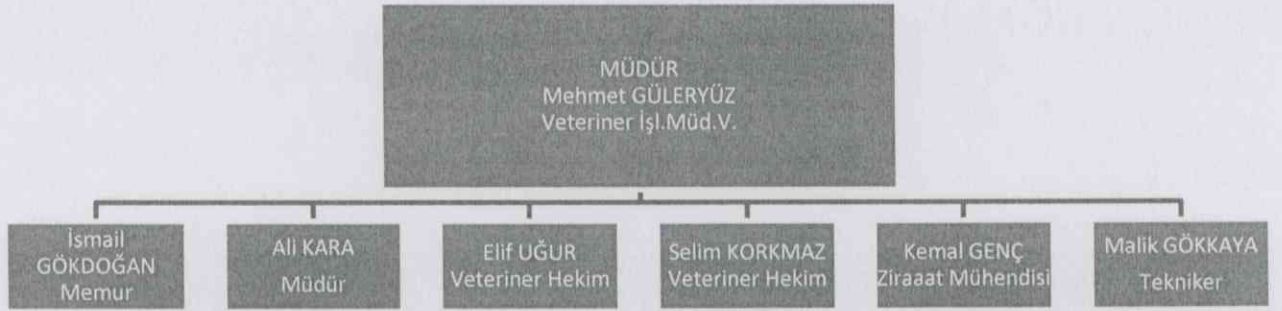 MÜDÜR
Mehmet GÜLERYÜZ
Veteriner İşl.Müd.V.
İsmail
GÖKDOĞAN
Memur
Ali KARA
Müdür
Elif UĞUR
Veteriner Hekim
Selim KORKMAZ
Veteriner Hekim
Kemal GENÇ
Ziraaat Mühendisi
Malik GÖKKAYA
Tekniker